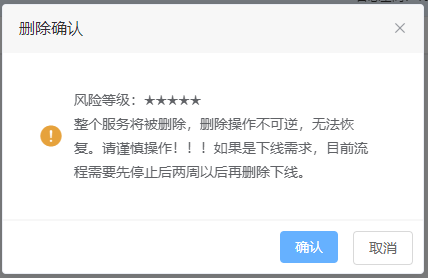 删除确认
风险等级：★★★★★
整个服务将被删除，删除操作不可逆，无法恢
复。请谨慎操作！！！如果是下线需求，目前流
程需要先停止后两周以后再删除下线。
确认
取消